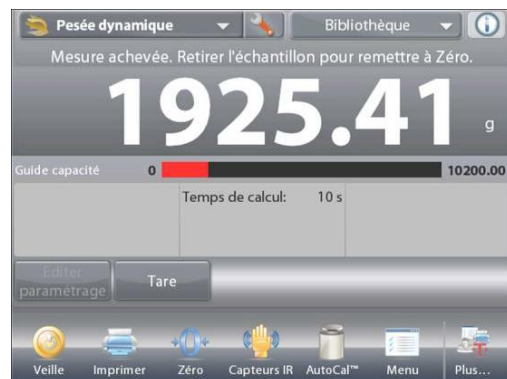 Pesée dynamique
Bibliothèque
Mesure achevée. Retirer l'échantillon pour remettre à Zéro.
1925.41 g
Guide capacité 0 10200.00
Temps de calcul: 10 s
Editer paramétrage
Tare
Veille Imprimer Zéro Capteurs IR AutoCal™ Menu Plus...